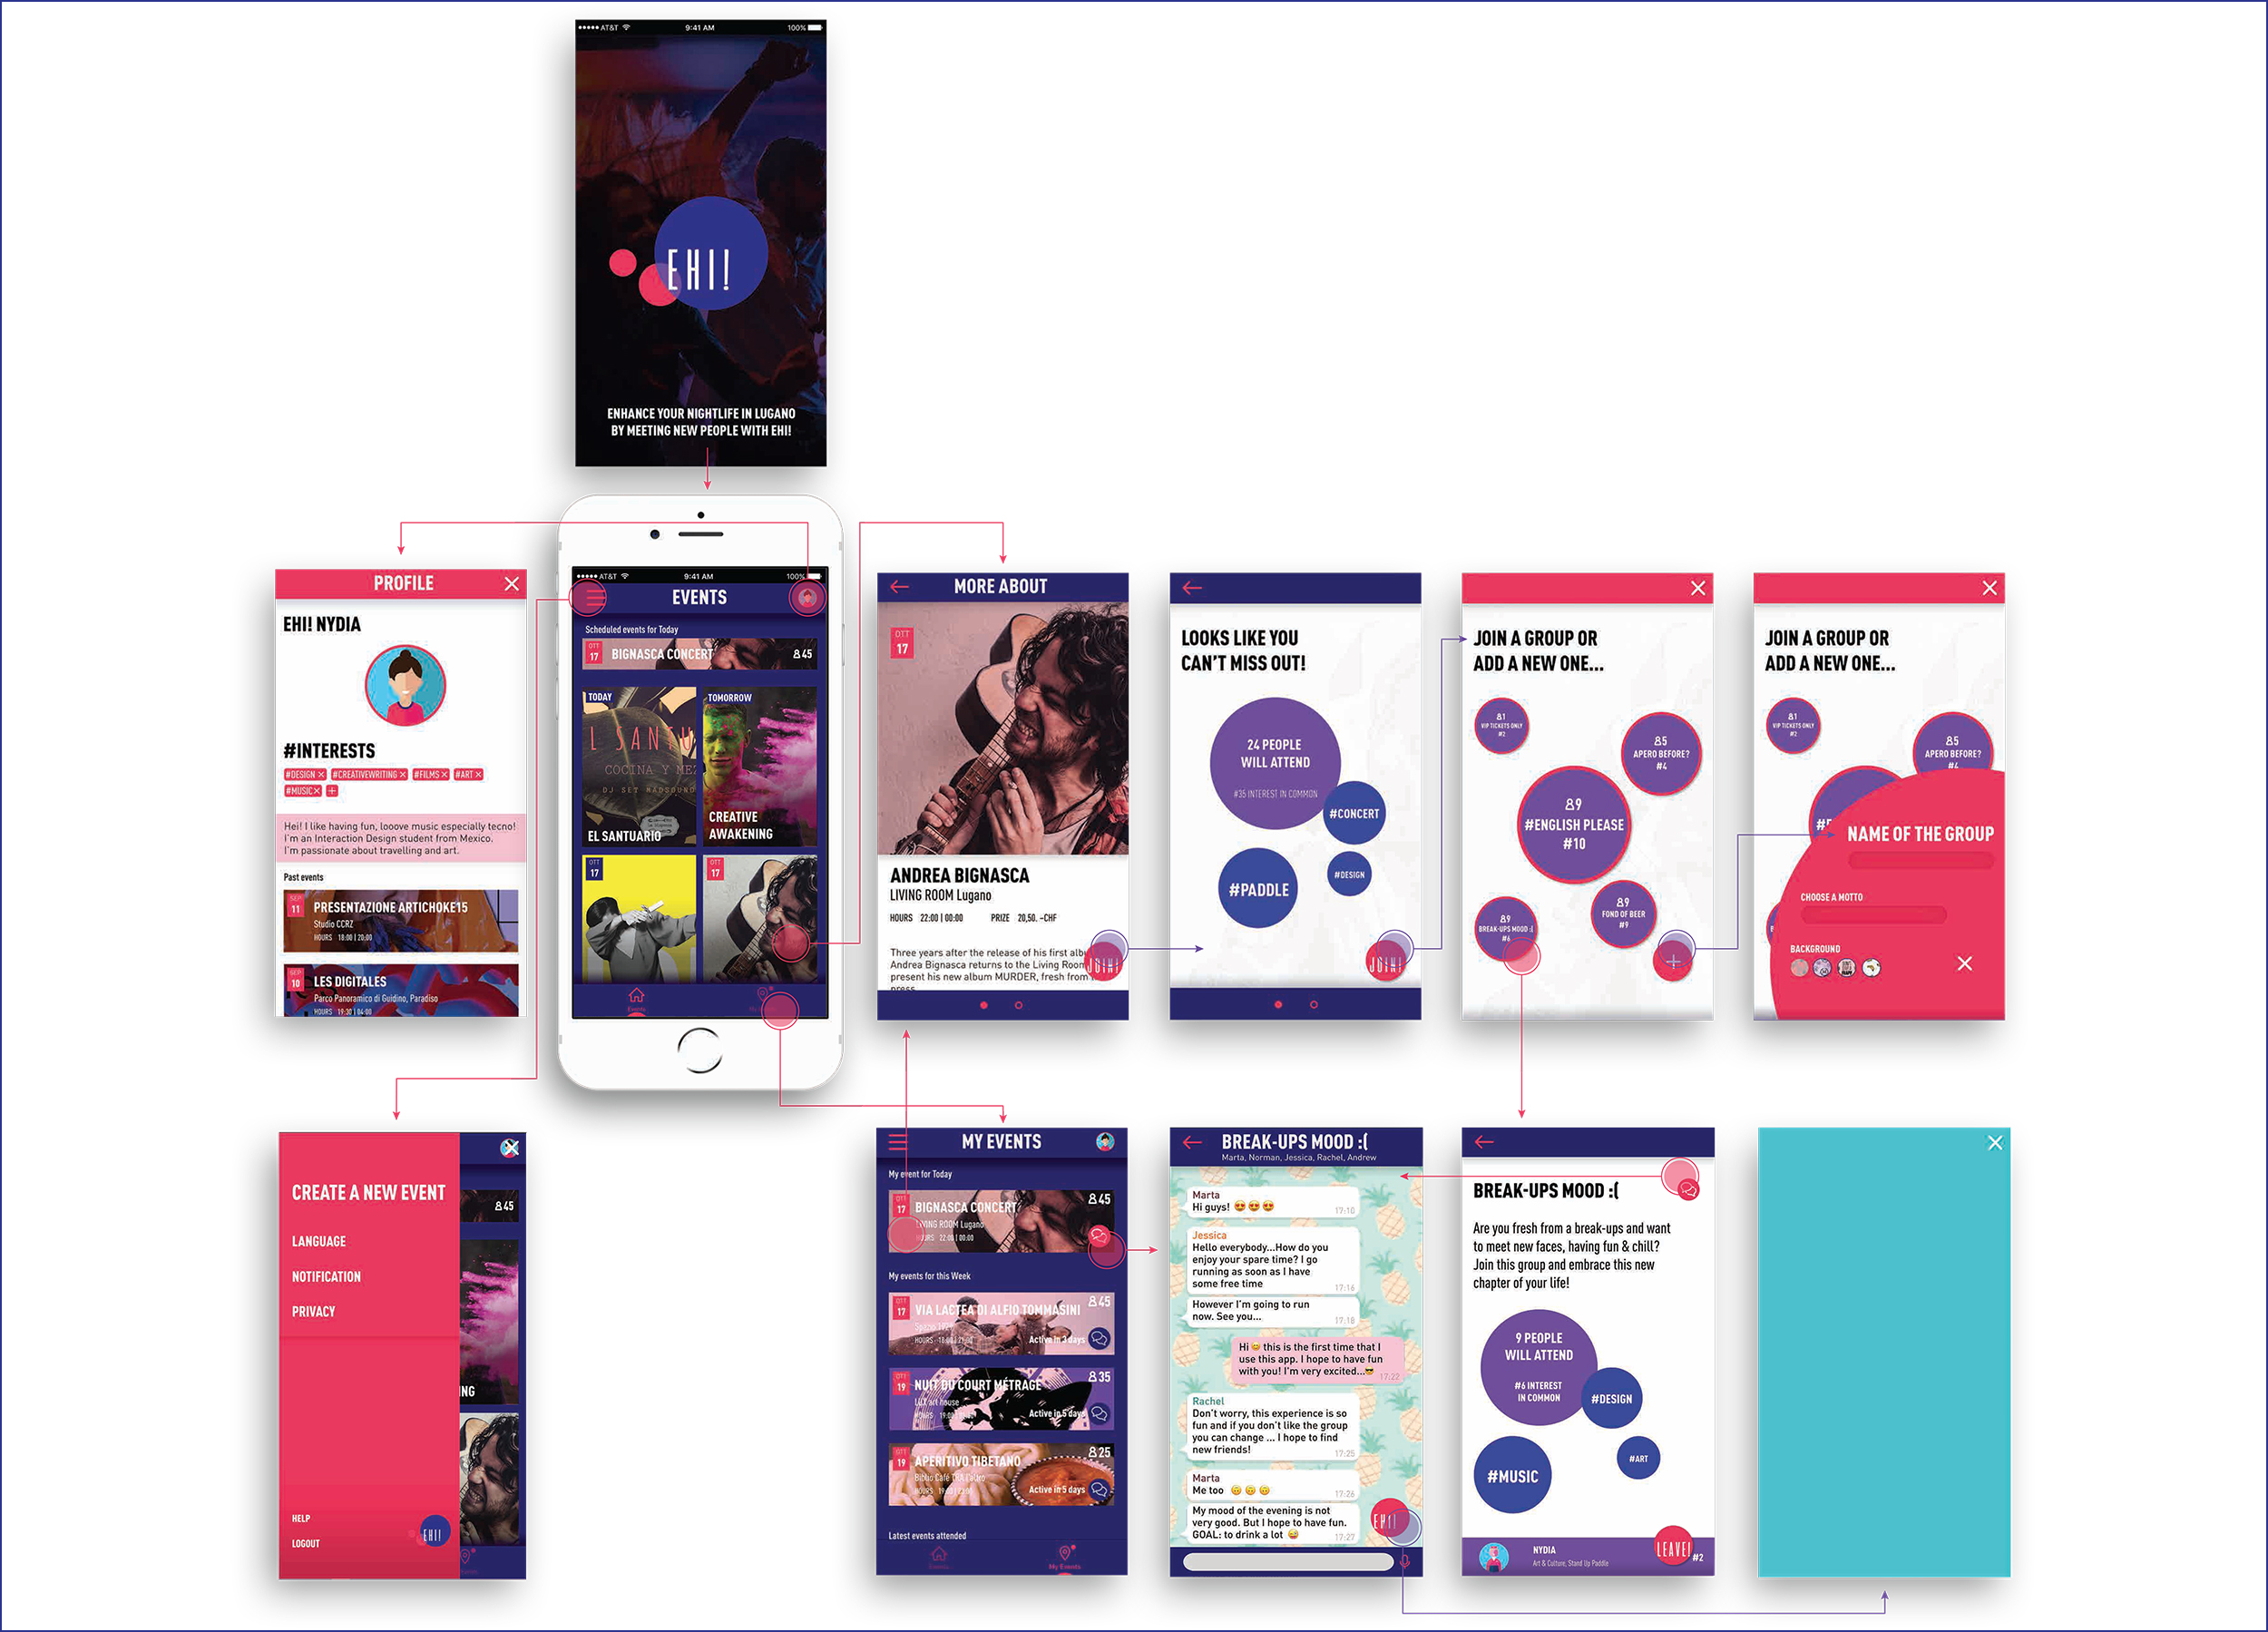 AT&T 9:41 AM 100%
EHI!
ENHANCE YOUR NIGHTLIFE IN LUGANO
BY MEETING NEW PEOPLE WITH EHI!
PROFILE
EHI! NYDIA
#INTERESTS
#DESIGN × #CREATIVEWRITING × #FILMS × #ART ×
#MUSIC × +
Hei! I like having fun, looove music especially tecno!
I'm an Interaction Design student from Mexico.
I'm passionate about travelling and art.
Past events
SEP
11
PRESENTAZIONE ARTICHOKE'15
Studio CCRZ
HOURS 18:00 | 20:00
SEP
10
LES DIGITALES
Parco Panoramico di Guidino, Paradiso
HOURS 19:30 | 04:00
AT&T 9:41 AM 100%
EVENTS
Scheduled events for Today
OTT
17
BIGNASCA CONCERT
45
TODAY
L SANTU
COCINA Y MEZ
DJ SET MADSOUND
EL SANTUARIO
TOMORROW
CREATIVE
AWAKENING
OTT
17
OTT
17
Events
MORE ABOUT
OTT
17
ANDREA BIGNASCA
LIVING ROOM Lugano
HOURS 22:00 | 00:00 PRIZE 20,50. -CHF
Three years after the release of his first albu
Andrea Bignasca returns to the Living Room
present his new album MURDER, fresh from
press
JOIN!
LOOKS LIKE YOU
CAN'T MISS OUT!
24 PEOPLE
WILL ATTEND
#35 INTEREST IN COMMON
#CONCERT
#DESIGN
#PADDLE
JOIN!
JOIN A GROUP OR
ADD A NEW ONE...
1
VIP TICKETS ONLY
#2
5
APERO BEFORE?
#4
9
#ENGLISH PLEASE
#10
9
BREAK-UPS MOOD :(
#6
9
FOND OF BEER
#9
+
JOIN A GROUP OR
ADD A NEW ONE...
1
VIP TICKETS ONLY
#2
5
APERO BEFORE?
#4
NAME OF THE GROUP
CHOOSE A MOTTO
BACKGROUND
CREATE A NEW EVENT
LANGUAGE
NOTIFICATION
PRIVACY
HELP
LOGOUT
EHI!
45
NG
MY EVENTS
My event for Today
OTT
17
BIGNASCA CONCERT
LIVING ROOM Lugano
HOURS 22:00 | 00:00
45
My events for this Week
OTT
17
VIA LACTEA DI ALFIO TOMMASINI
Spazio 1929
45
Active in 3 days
OTT
19
NUIT DU COURT MÉTRAGE
LUX art house
35
Active in 5 days
OTT
19
APERITIVO TIBETANO
Biblio Café TRA l'altro
25
Active in 5 days
Latest events attended
Events My Events
BREAK-UPS MOOD :(
Marta, Norman, Jessica, Rachel, Andrew
Marta
Hi guys! 😍 😍 😍 17:10
Jessica
Hello everybody...How do you
enjoy your spare time? I go
running as soon as I have
some free time 17:16
However I'm going to run
now. See you... 17:18
Hi 😄 this is the first time that I
use this app. I hope to have fun
with you! I'm very excited...😎 17:22
Rachel
Don't worry, this experience is so
fun and if you don't like the group
you can change ... I hope to find
new friends! 17:25
Marta
Me too 🙃 🙃 🙃 17:26
My mood of the evening is not
very good. But I hope to have fun.
GOAL: to drink a lot 😅 17:27
EHI!
BREAK-UPS MOOD :(
Are you fresh from a break-ups and want
to meet new faces, having fun & chill?
Join this group and embrace this new
chapter of your life!
9 PEOPLE
WILL ATTEND
#6 INTEREST
IN COMMON
#DESIGN
#ART
#MUSIC
NYDIA
Art & Culture, Stand Up Paddle
LEAVE!
#2